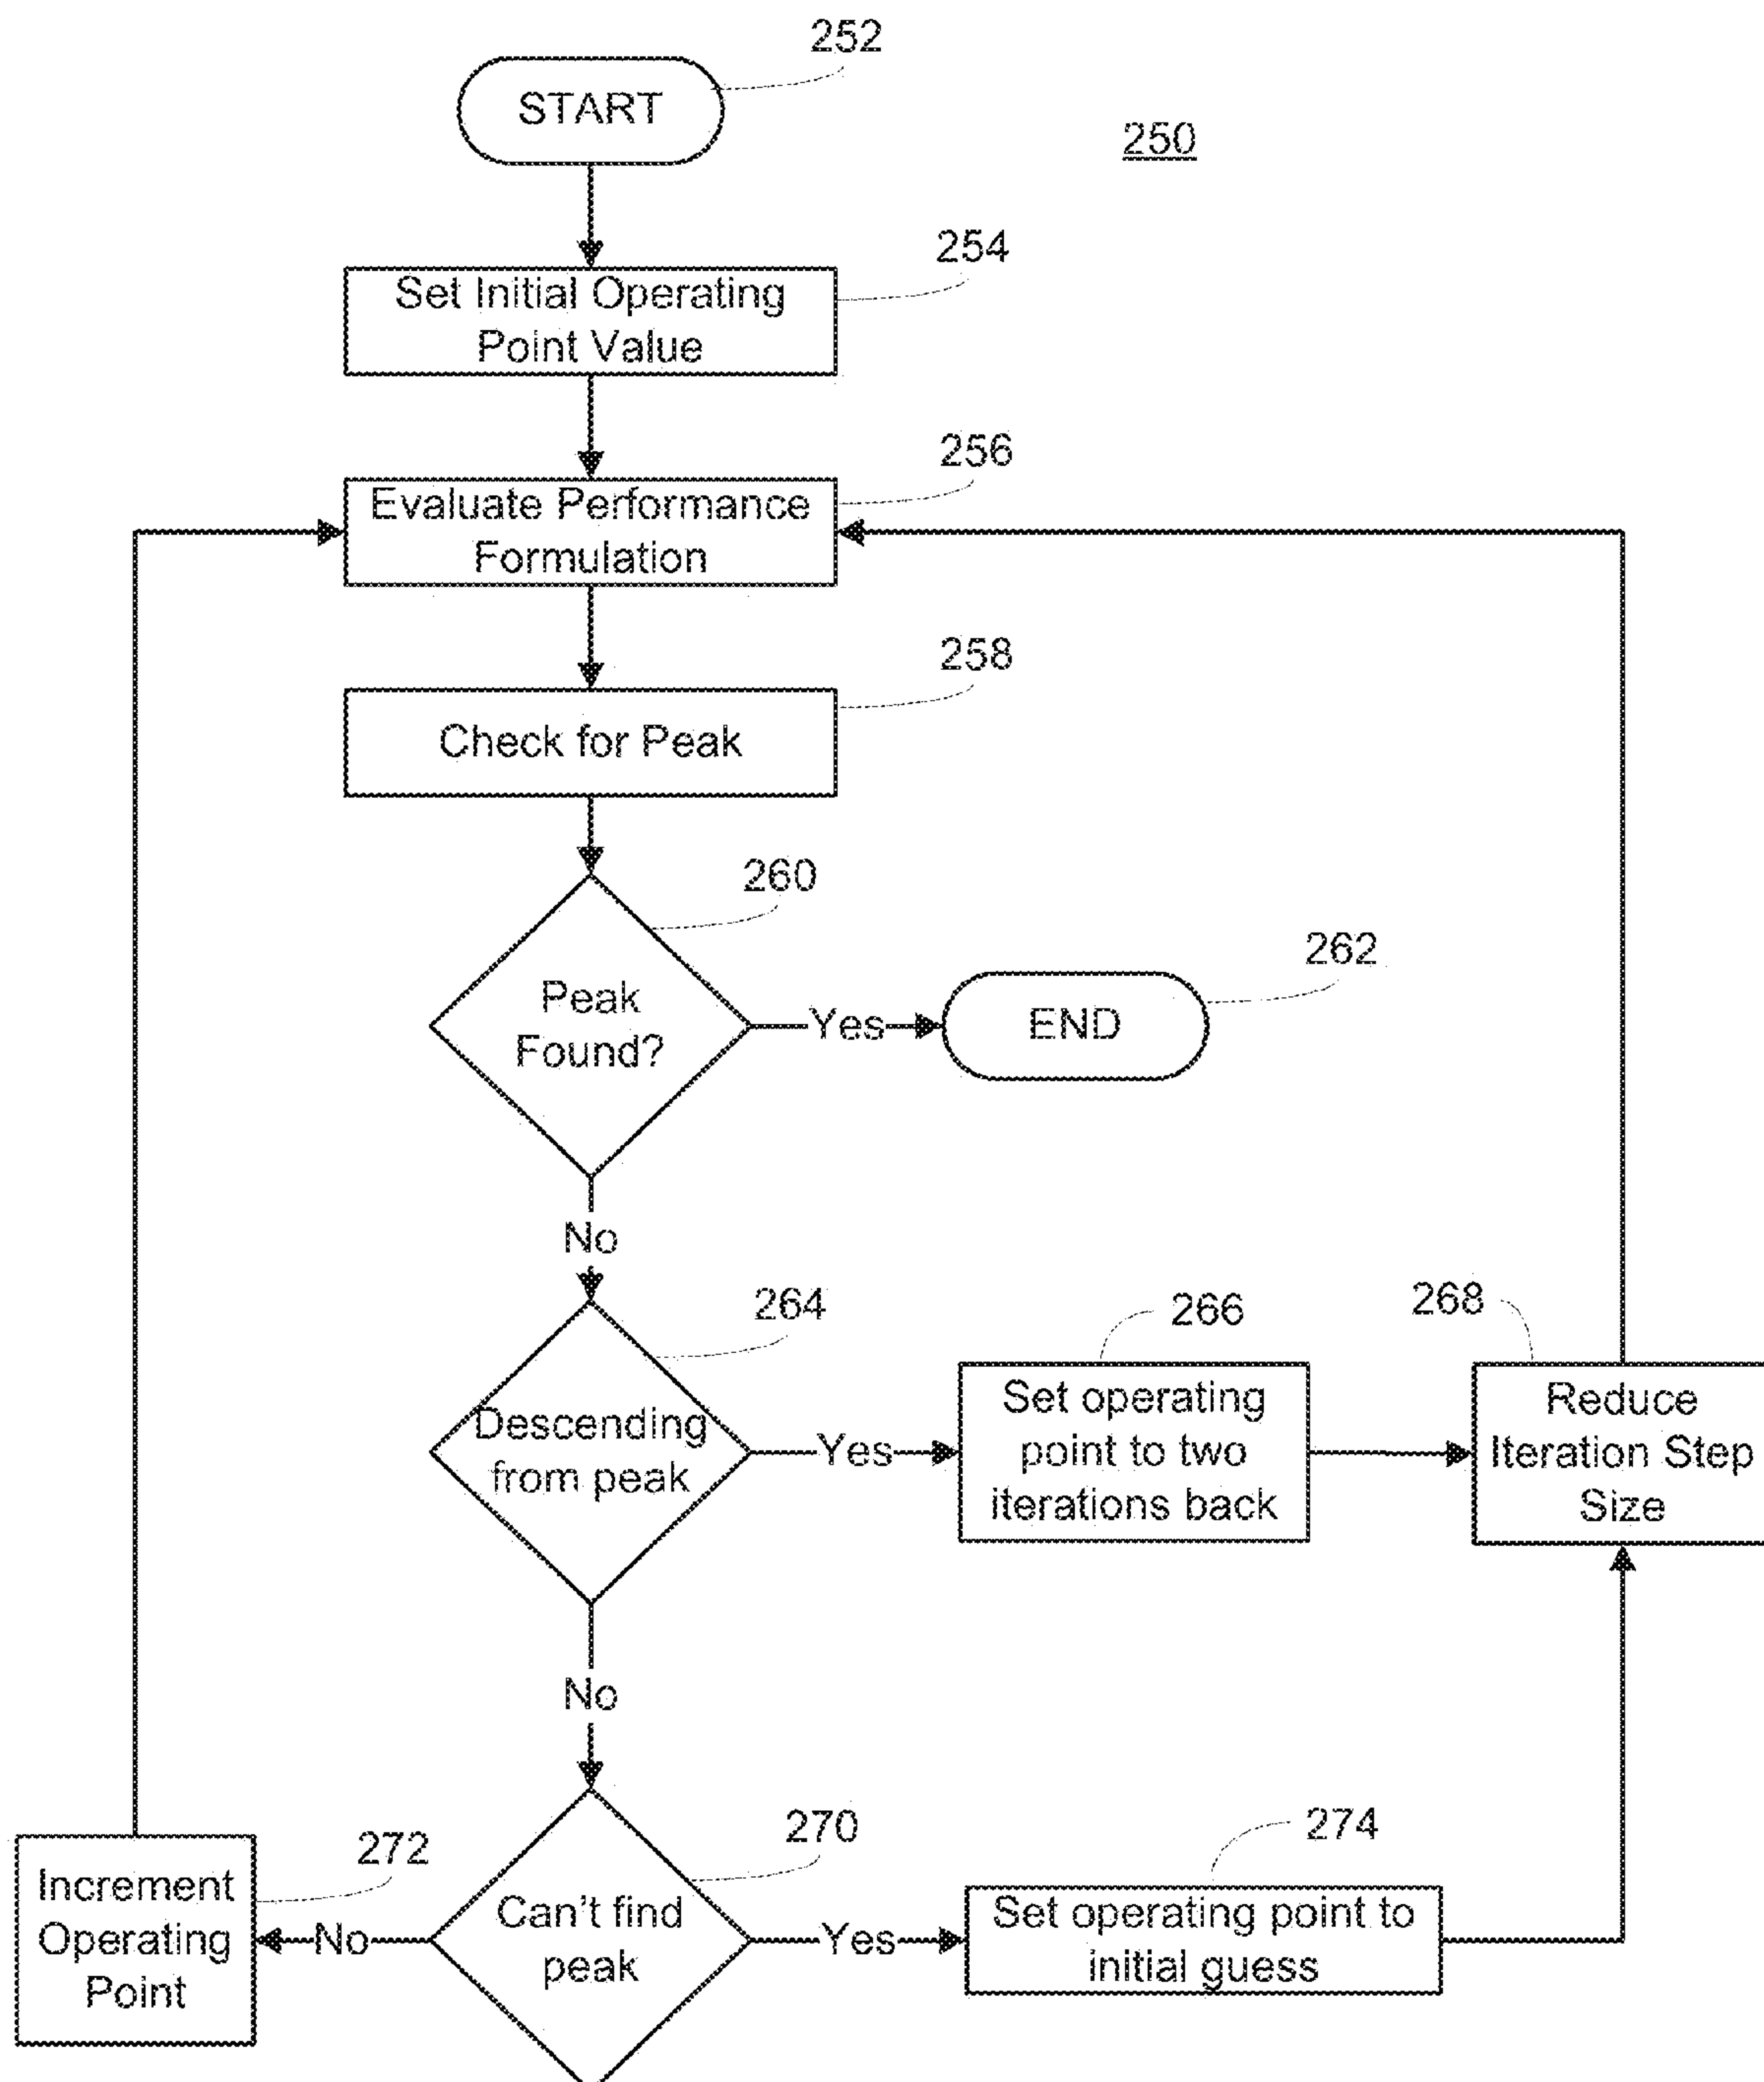 252
START
250
254
Set Initial Operating
Point Value
256
Evaluate Performance
Formulation
258
Check for Peak
260
Peak
Found?
Yes
262
END
No
264
Descending
from peak
Yes
266
Set operating
point to two
iterations back
268
Reduce
Iteration Step
Size
No
270
Can't find
peak
No
272
Increment
Operating
Point
Yes
274
Set operating point to
initial guess